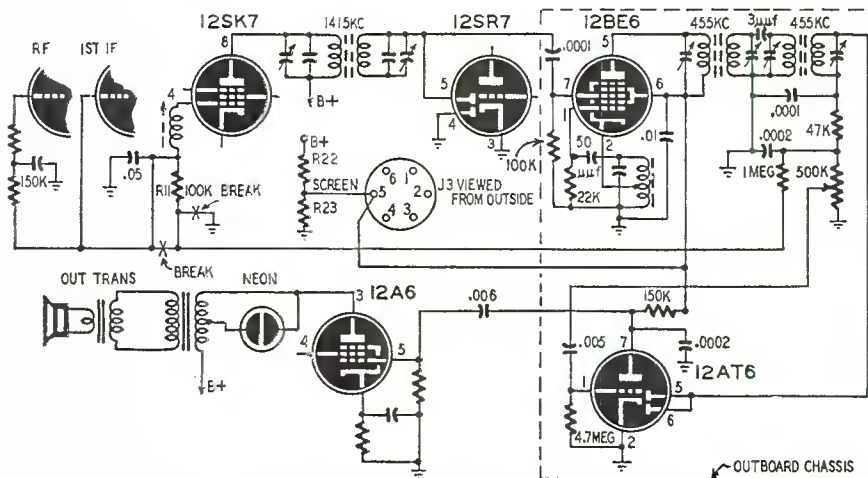 12SK7
1415KC
12SR7
12BE6
455KC
3µµf
455KC
RF
1ST IF
8
5
.0001
4
B+
5
4
7
6
.0001
47K
B+
3
2
.01
.0002
R22
6
1
100K
50
µµf
150K
.05
R11
100K
BREAK
SCREEN
5
2
J3 VIEWED
FROM OUTSIDE
22K
1 MEG
500K
R23
4
3
BREAK
OUT TRANS
NEON
12A6
3
.006
150K
4
5
7
.0002
.005
12AT6
B+
1
5
6
4.7MEG
2
OUTBOARD CHASSIS